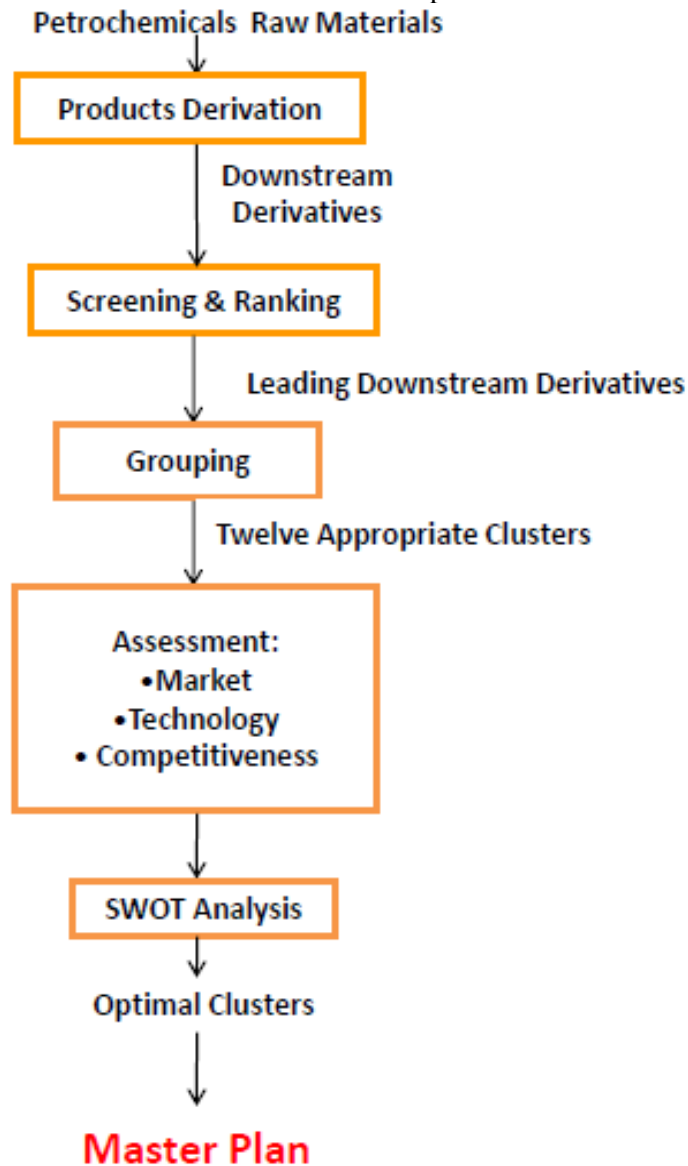 Petrochemicals Raw Materials
Products Derivation
Downstream
Derivatives
Screening & Ranking
Leading Downstream Derivatives
Grouping
Twelve Appropriate Clusters
Assessment:
•Market
•Technology
• Competitiveness
SWOT Analysis
Optimal Clusters
Master Plan